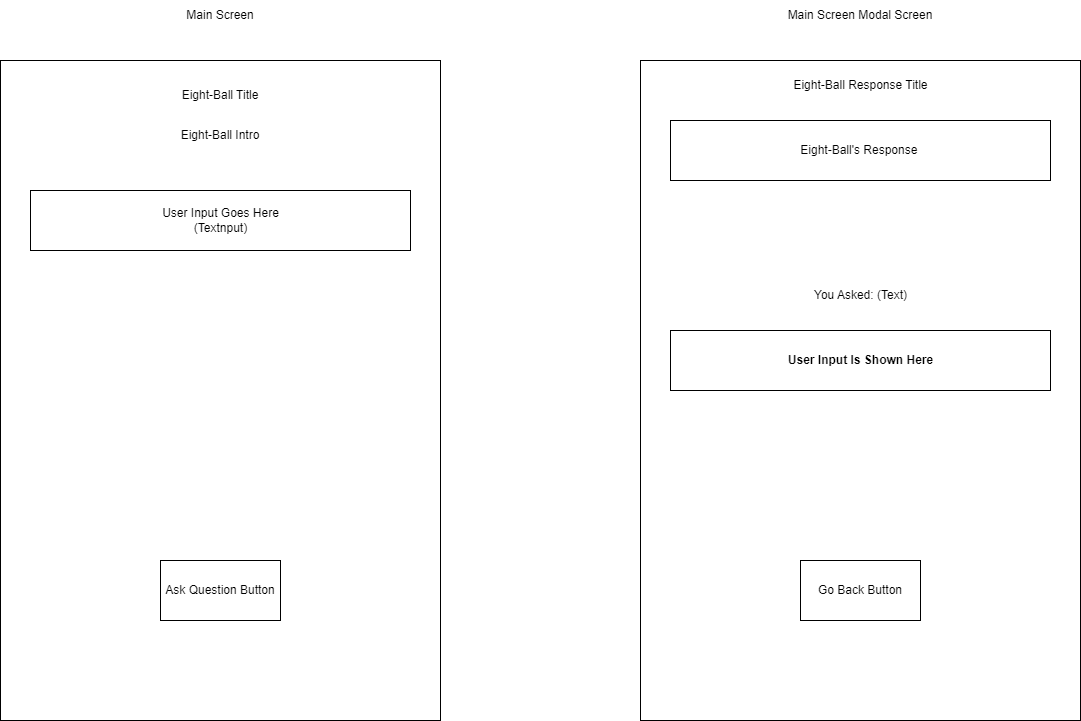 Main Screen
Main Screen Modal Screen
Eight-Ball Title
Eight-Ball Intro
User Input Goes Here
(Textnput)
Ask Question Button
Eight-Ball Response Title
Eight-Ball's Response
You Asked: (Text)
User Input Is Shown Here
Go Back Button